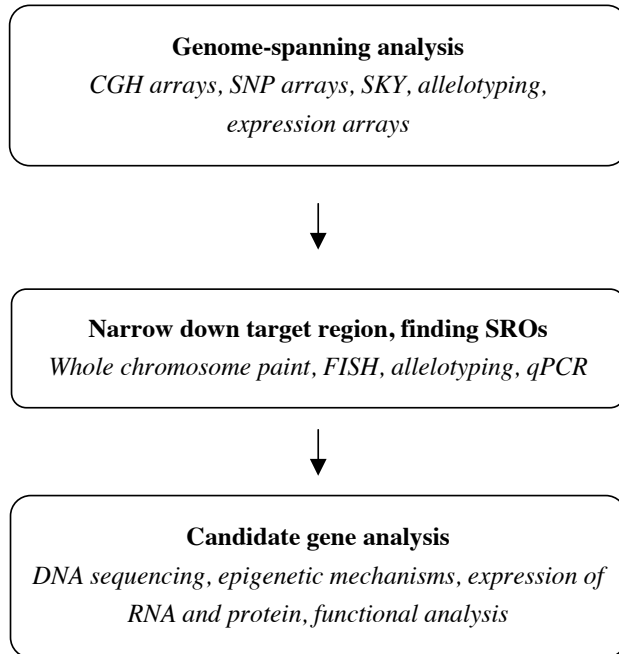 Genome-spanning analysis
CGH arrays, SNP arrays, SKY, allelotyping,
expression arrays
Narrow down target region, finding SROs
Whole chromosome paint, FISH, allelotyping, qPCR
Candidate gene analysis
DNA sequencing, epigenetic mechanisms, expression of
RNA and protein, functional analysis